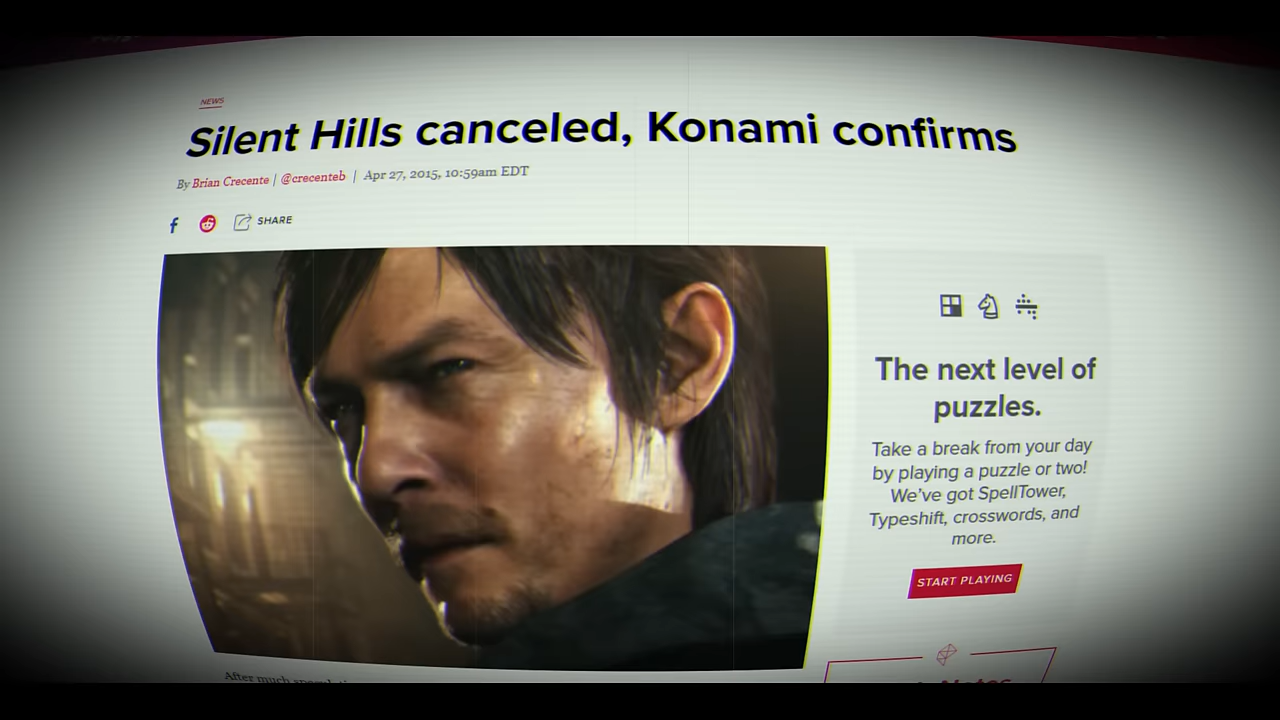 NEWS
Silent Hills canceled, Konami confirms
By Brian Crecente | @crecenteb | Apr 27, 2015, 10:59am EDT
SHARE
The next level of
puzzles.
Take a break from your day
by playing a puzzle or two!
We've got SpellTower,
Typeshift, crosswords, and
more.
START PLAYING
After much